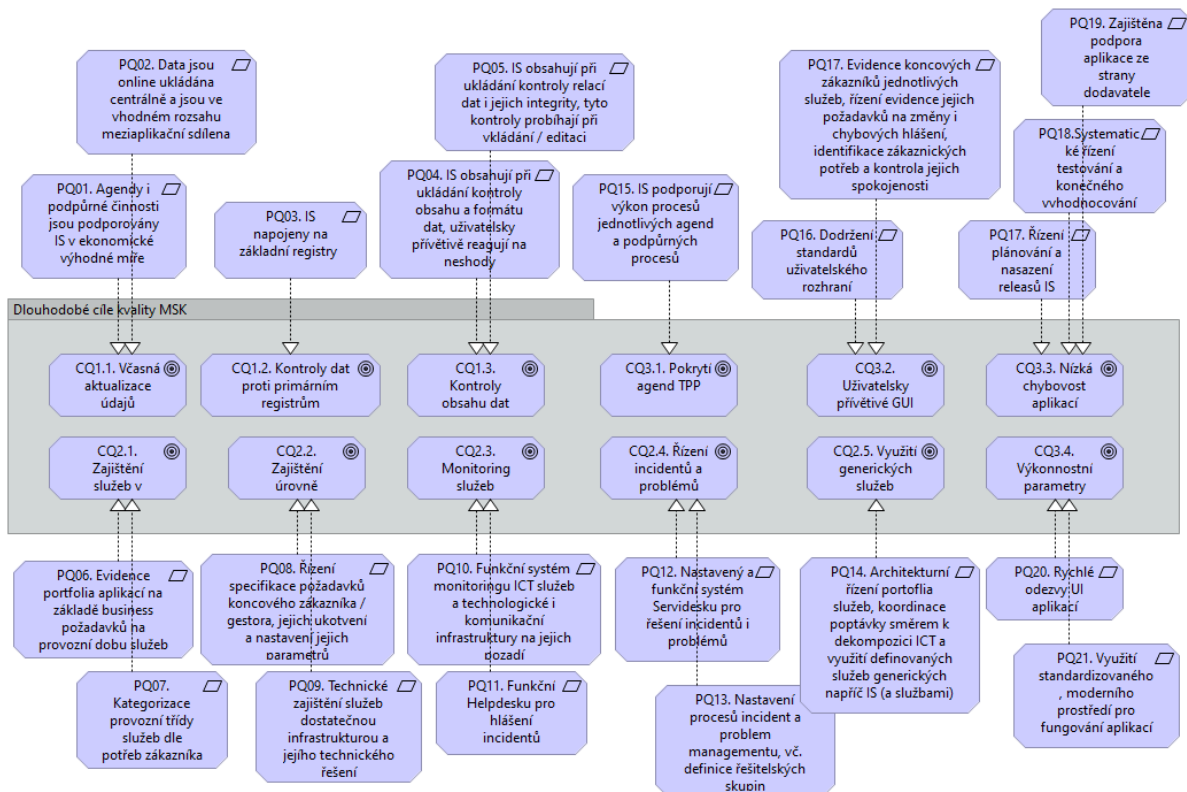 PQ02. Data jsou
online ukládána
centrálně a jsou ve
vhodném rozsahu
meziaplikační sdílena
PQ05. IS obsahují při
ukládání kontroly relací
dat i jejich integrity, tyto
kontroly probíhají při
vkládání / editaci
PQ17. Evidence koncových
zákazníků jednotlivých
služeb, řízení evidence jejich
požadavků na změny i
chybových hlášení,
identifikace zákaznických
potřeb a kontrola jejich
spokojenosti
PQ19. Zajištěna
podpora
aplikace ze
strany
dodavatele
PQ01. Agendy i
podpůrné činnosti
jsou podporovány
IS v ekonomické
výhodné míře
PQ03. IS
napojeny na
základní registry
PQ04. IS obsahují při
ukládání kontroly
obsahu a formátu
dat, uživatelsky
přívětivě reagují na
neshody
PQ15. IS podporují
výkon procesů
jednotlivých agend
a podpůrných
procesů
PQ16. Dodržení
standardů
uživatelského
rozhraní
PQ18.Systematic
ké řízení
testování a
konečného
vyhodnocování
PQ17. Řízení
plánování a
nasazení
releasů IS
Dlouhodobé cíle kvality MSK
CQ1.1. Včasná
aktualizace
údajů
CQ1.2. Kontroly dat
proti primárním
registrům
CQ1.3.
Kontroly
obsahu dat
CQ3.1. Pokrytí
agend TPP
CQ3.2.
Uživatelsky
přívětivé GUI
CQ3.3. Nízká
chybovost
aplikací
CQ2.1.
Zajištění
služeb v
CQ2.2.
Zajištění
úrovně
CQ2.3.
Monitoring
služeb
CQ2.4. Řízení
incidentů a
problémů
CQ2.5. Využití
generických
služeb
CQ3.4.
Výkonnostní
parametry
PQ06. Evidence
portfolia aplikací na
základě business
požadavků na
provozní dobu služeb
PQ08. Řízení
specifikace požadavků
koncového zákazníka /
gestora, jejich ukotvení
a nastavení jejich
parametrů
PQ10. Funkční systém
monitoringu ICT služeb
a technologické i
komunikační
infrastruktury na jejich
pozadí
PQ12. Nastavený a
funkční systém
Servidesku pro
řešení incidentů i
problémů
PQ14. Architekturní
řízení portoflia
služeb, koordinace
poptávky směrem k
dekompozici ICT a
využití definovaných
služeb generických
napříč IS (a službami)
PQ20. Rychlé
odezvy UI
aplikací
PQ07.
Kategorizace
provozní třídy
služeb dle
potřeb zákazníka
PQ09. Technické
zajištění služeb
dostatečnou
infrastrukturou a
jejího technického
řešení
PQ11. Funkční
Helpdesku pro
hlášení
incidentů
PQ13. Nastavení
procesů incident a
problem
managementu, vč.
definice řešitelských
skupin
PQ21. Využití
standardizovaného
, moderního
prostředí pro
fungování aplikací